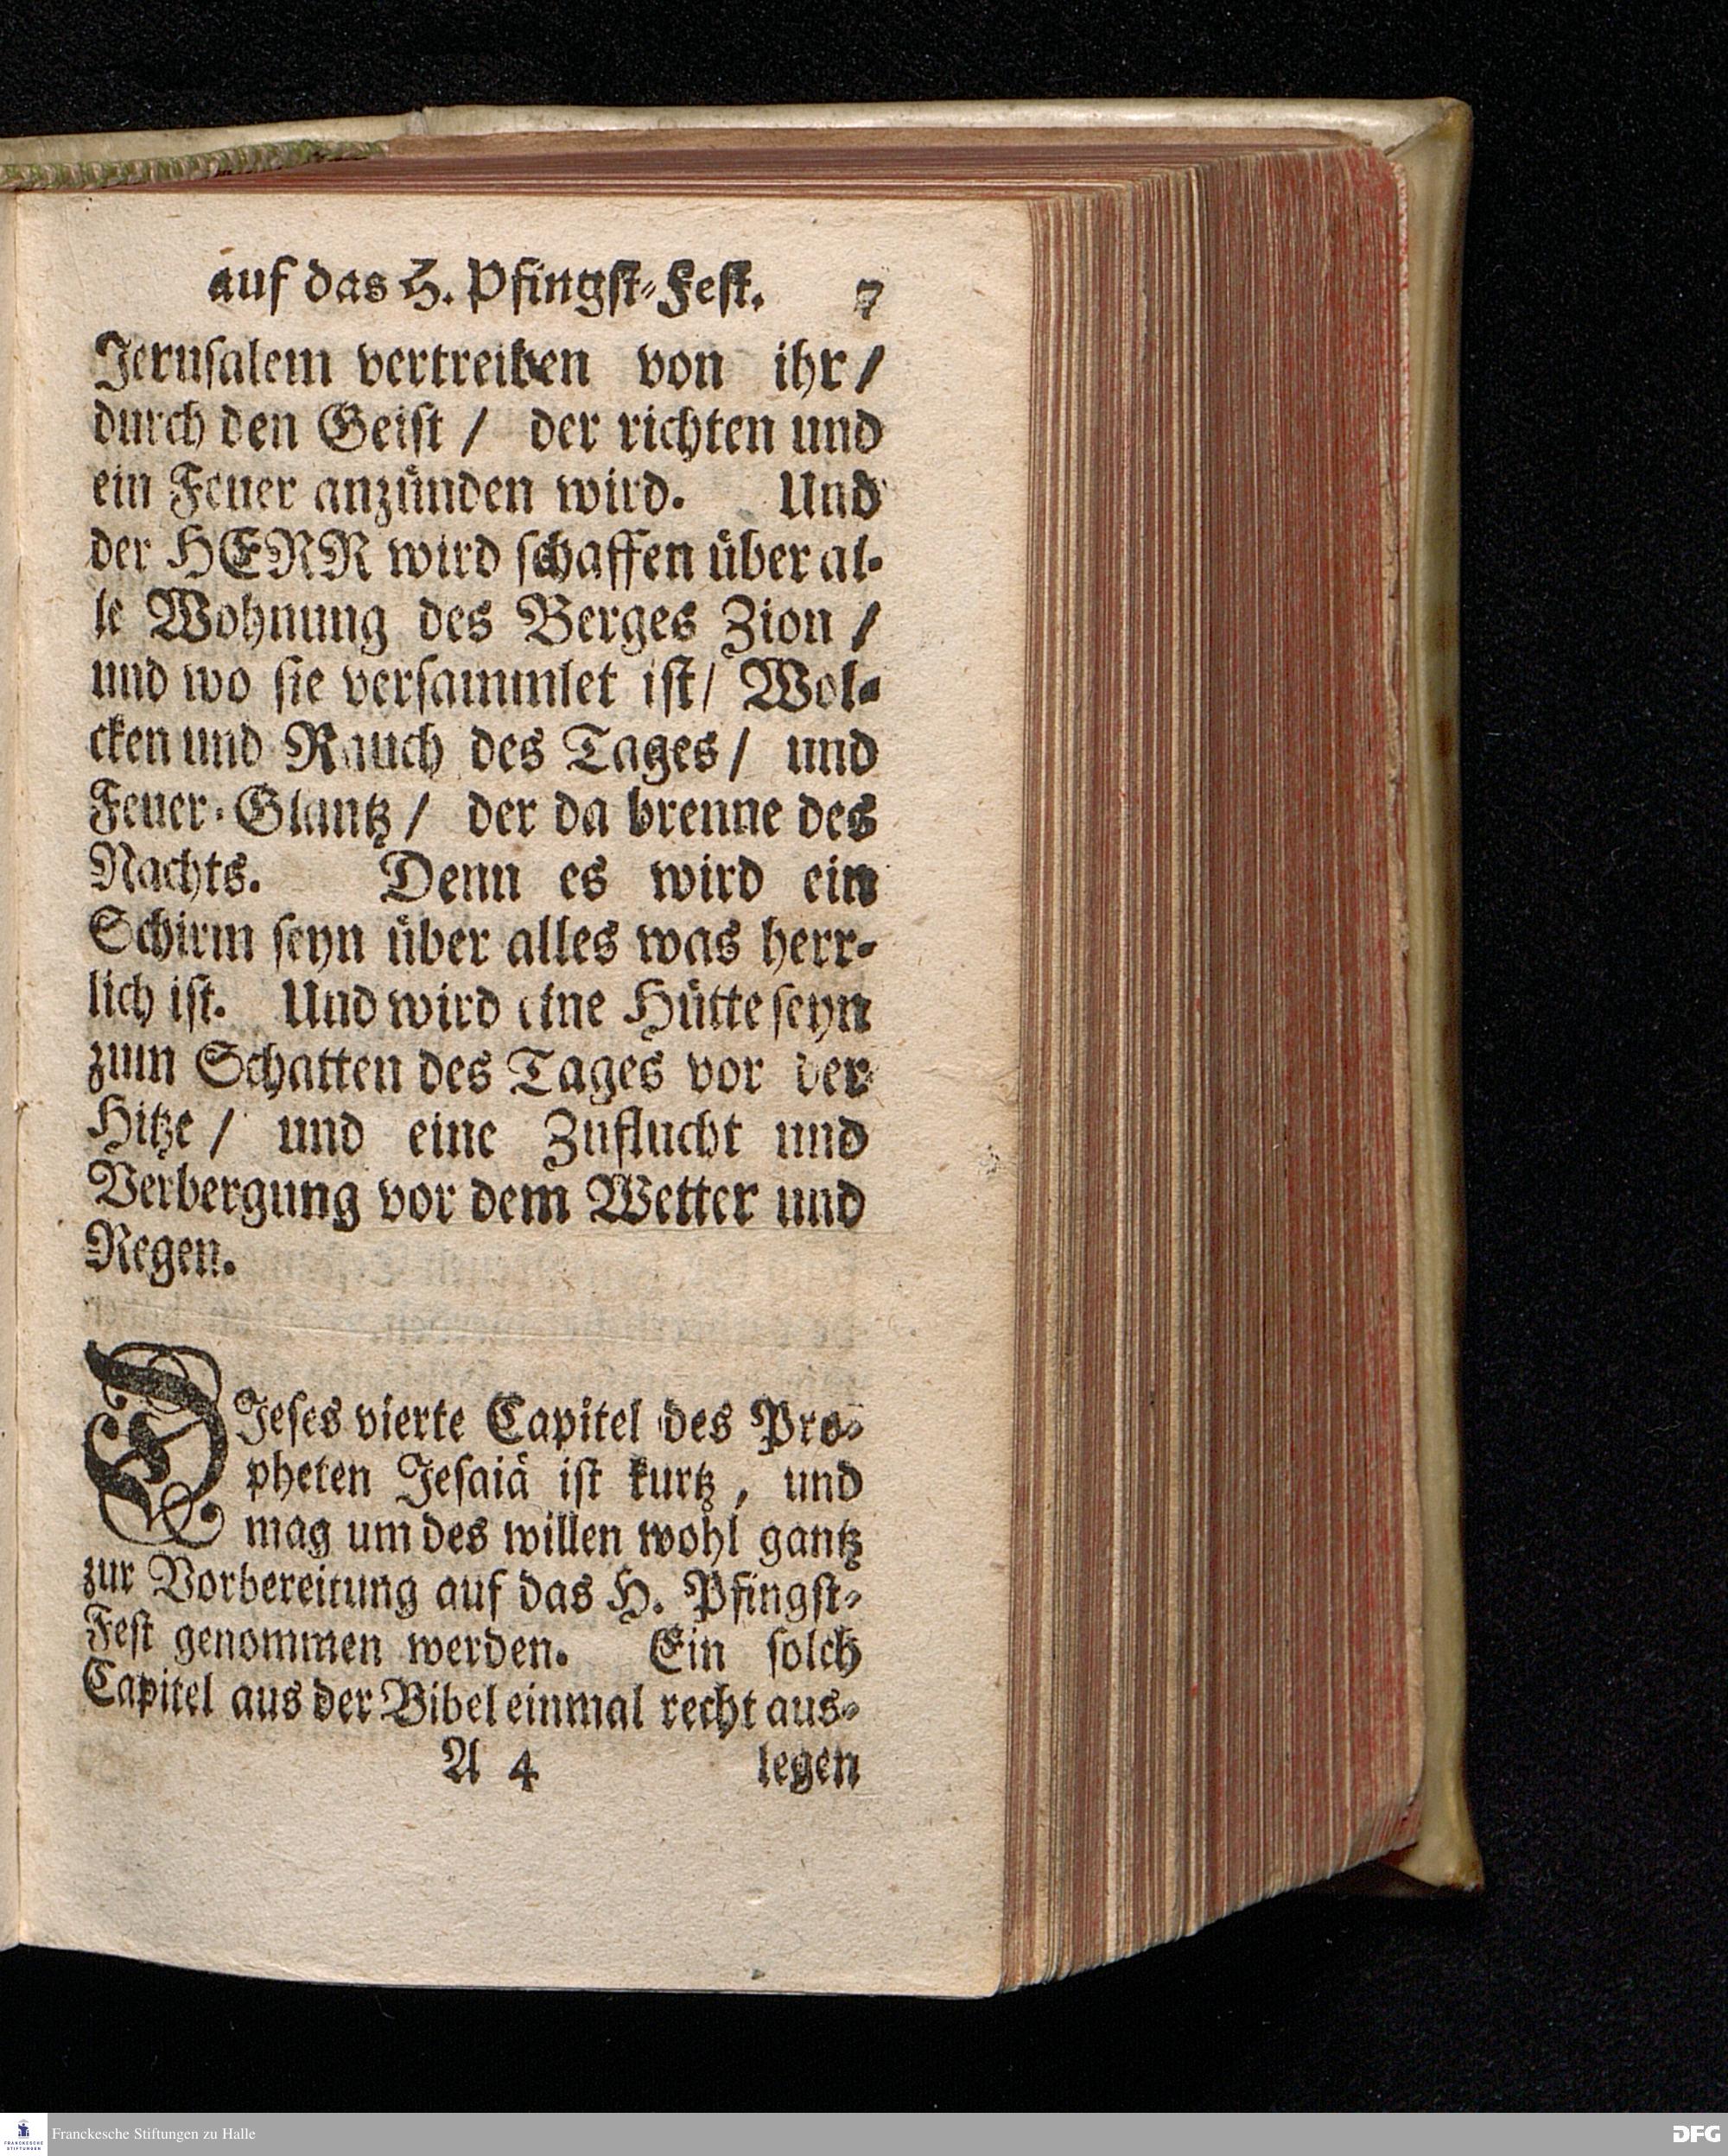 auf das H. Pfingſt-Feſt. 7
Jeruſalem vertreiben von ihr/
durch den Geiſt / der richten und
ein Feuer anzünden wird. Und
der HERR wird ſchaffen über al-
le Wohnung des Berges Zion /
und wo ſie verſammlet iſt/ Wol-
cken und Rauch des Tages/ und
Feuer-Glantz/ der da brenne des
Nachts. Denn es wird ein
Schirm ſeyn über alles was herr-
lich iſt. Und wird eine Hütte ſeyn
zum Schatten des Tages vor der
Hitze/ und eine Zuflucht und
Verbergung vor dem Wetter und
Regen.
DIeſes vierte Capitel des Pro-
pheten Jeſaiä iſt kurtz, und
mag um des willen wohl gantz
zur Vorbereitung auf das H. Pfingſt-
Feſt genommen werden. Ein ſolch
Capitel aus der Bibel einmal recht aus-
A 4 legen
FRANCKESCHE STIFTUNGEN
Franckesche Stiftungen zu Halle
DFG